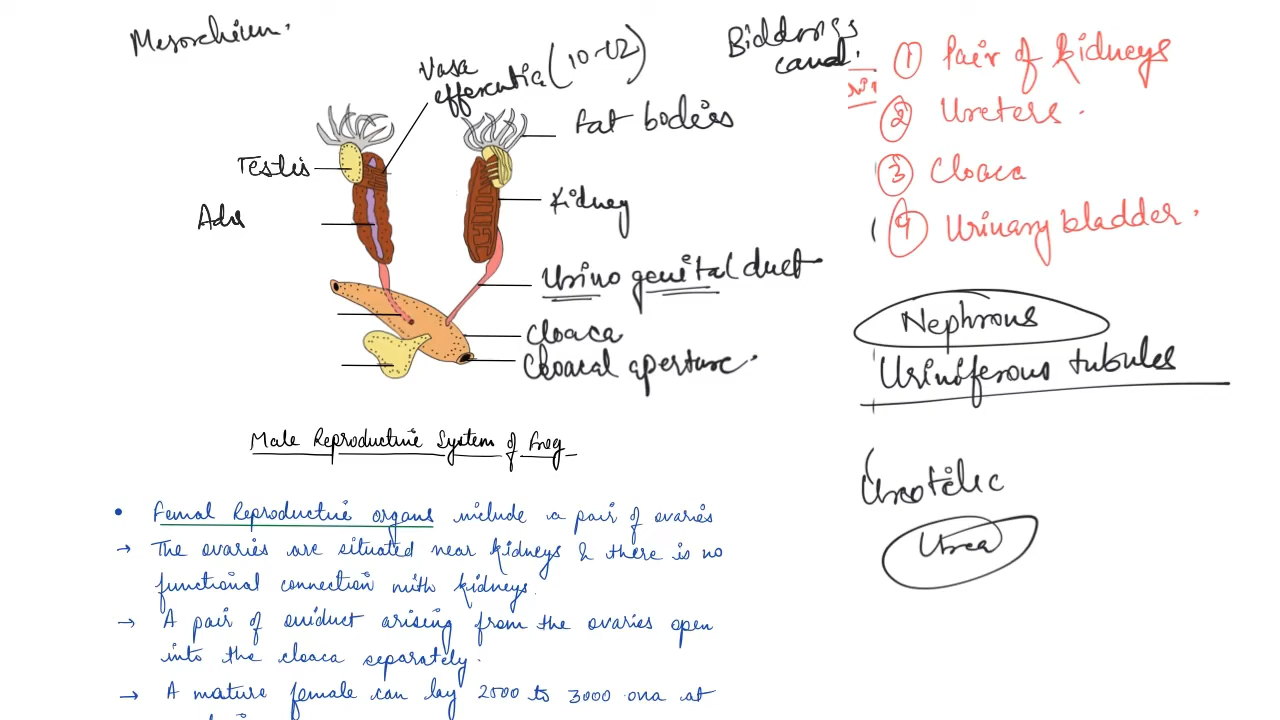 Mesorchium.
Vasa
efferentia (10-12)
Bidder's
canal.
Fat bodies
Testis
Kidney
Urino genital duct
Cloaca
Cloacal aperture.
① Pair of kidneys
② Ureters.
③ Cloaca
④ Urinary bladder.
Nephrons
Uriniferous tubules
Ureotelic
Urea
Male Reproductive System of Frog
• Femal Reproductive organs include a pair of ovaries
→ The ovaries are situated near kidneys & there is no
functional connection with kidneys.
→ A pair of oviduct arising from the ovaries open
into the cloaca separately.
→ A mature female can lay 2500 to 3000 ova at